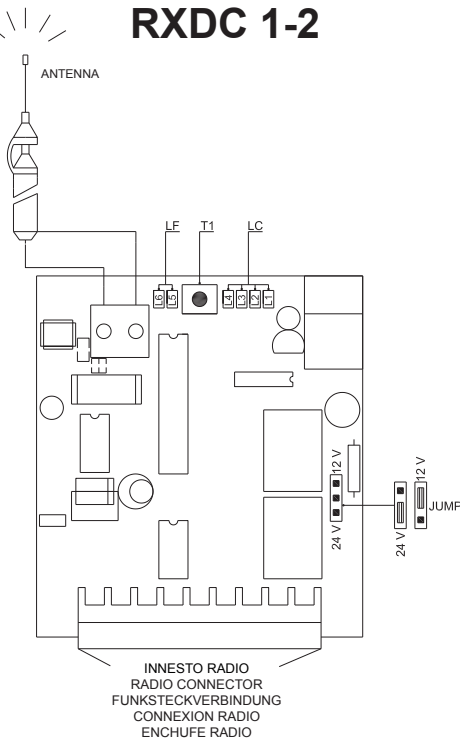 RXDC 1-2
ANTENNA
LF T1 LC
L6 L5 L4 L3 L2 L1
12 V
24 V
12 V
24 V
JUMP
INNESTO RADIO
RADIO CONNECTOR
FUNKSTECKVERBINDUNG
CONNEXION RADIO
ENCHUFE RADIO